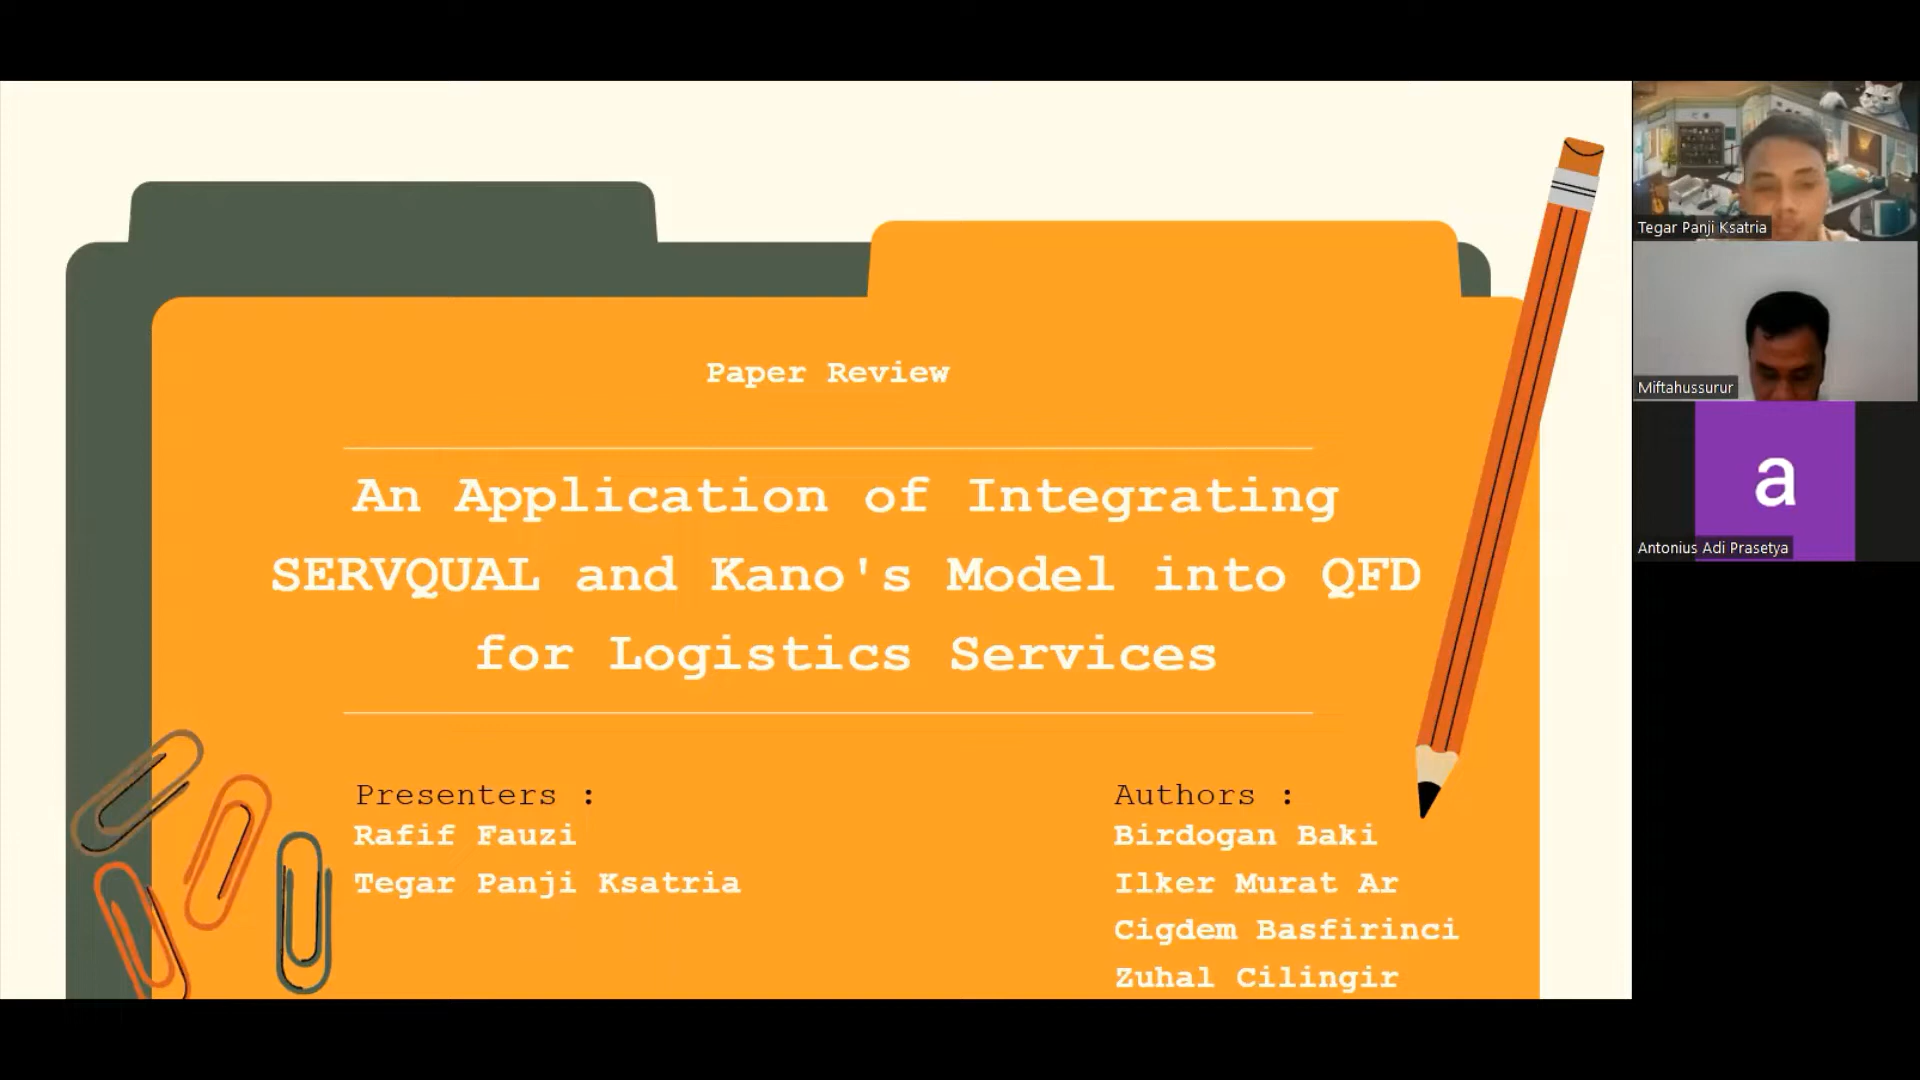 Paper Review
An Application of Integrating
SERVQUAL and Kano's Model into QFD
for Logistics Services
Presenters :
Rafif Fauzi
Tegar Panji Ksatria
Authors :
Birdogan Baki
Ilker Murat Ar
Cigdem Basfirinci
Zuhal Cilingir
Tegar Panji Ksatria
Miftahussurur
a
Antonius Adi Prasetya